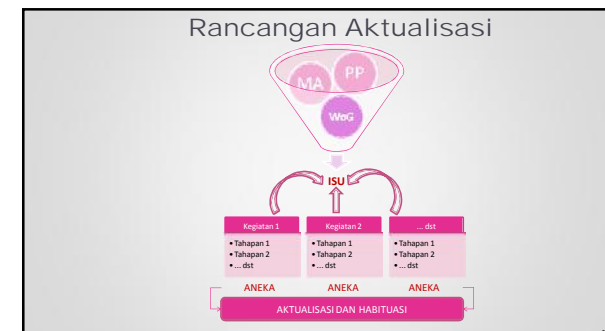 Rancangan Aktualisasi
MA
PP
WoG
ISU
Kegiatan 1
• Tahapan 1
• Tahapan 2
• ... dst
Kegiatan 2
• Tahapan 1
• Tahapan 2
• ... dst
... dst
• Tahapan 1
• Tahapan 2
• ... dst
ANEKA
ANEKA
ANEKA
AKTUALISASI DAN HABITUASI